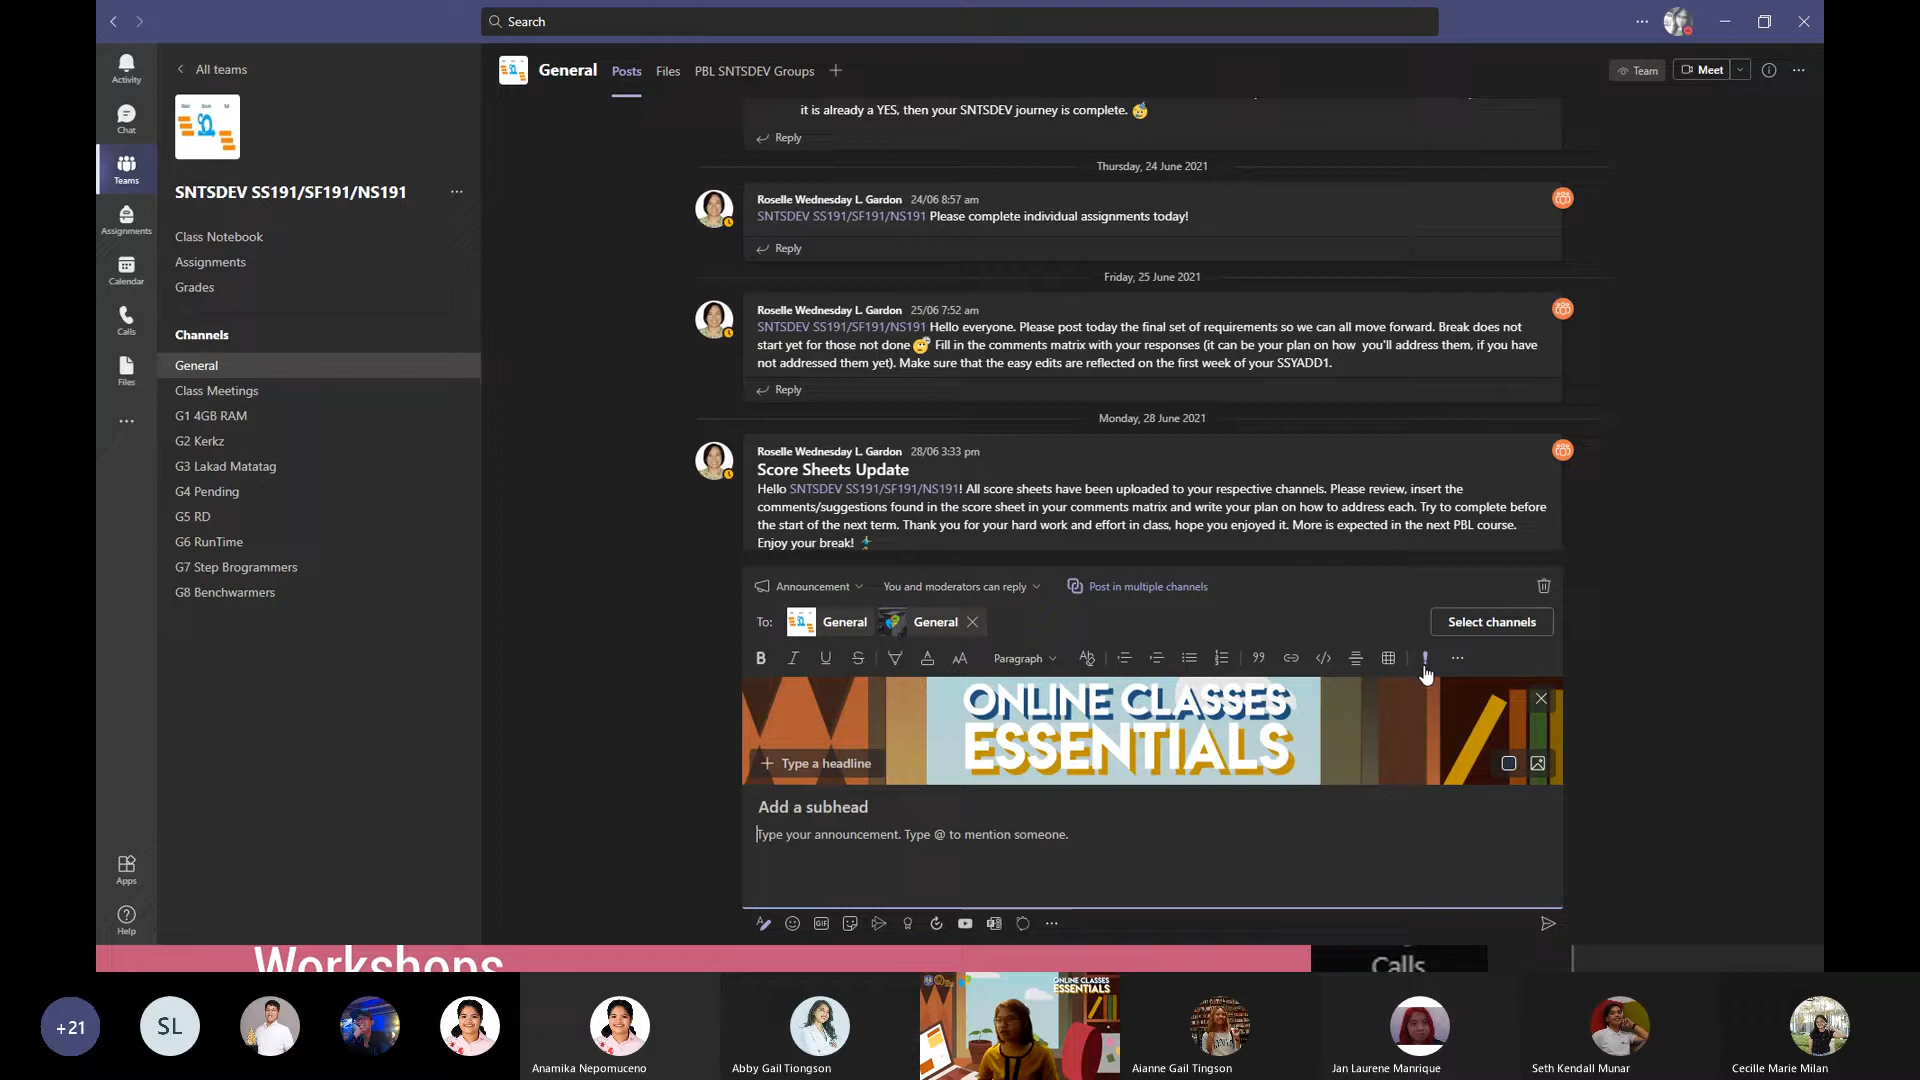 Search
Activity
Chat
Teams
Assignments
Calendar
Calls
Files
Apps
Help
All teams
SNTSDEV SS191/SF191/NS191
Class Notebook
Assignments
Grades
Channels
General
Class Meetings
G1 4GB RAM
G2 Kerkz
G3 Lakad Matatag
G4 Pending
G5 RD
G6 RunTime
G7 Step Brogrammers
G8 Benchwarmers
General Posts Files PBL SNTSDEV Groups
Team Meet
it is already a YES, then your SNTSDEV journey is complete.
Reply
Thursday, 24 June 2021
Roselle Wednesday L. Gardon 24/06 8:57 am
SNTSDEV SS191/SF191/NS191 Please complete individual assignments today!
Reply
Friday, 25 June 2021
Roselle Wednesday L. Gardon 25/06 7:52 am
SNTSDEV SS191/SF191/NS191 Hello everyone. Please post today the final set of requirements so we can all move forward. Break does not
start yet for those not done Fill in the comments matrix with your responses (it can be your plan on how you'll address them, if you have
not addressed them yet). Make sure that the easy edits are reflected on the first week of your SSYADD1.
Reply
Monday, 28 June 2021
Roselle Wednesday L. Gardon 28/06 3:33 pm
Score Sheets Update
Hello SNTSDEV SS191/SF191/NS191! All score sheets have been uploaded to your respective channels. Please review, insert the
comments/suggestions found in the score sheet in your comments matrix and write your plan on how to address each. Try to complete before
the start of the next term. Thank you for your hard work and effort in class, hope you enjoyed it. More is expected in the next PBL course.
Enjoy your break!
Announcement You and moderators can reply Post in multiple channels
To: General General Select channels
B I U S A AA Paragraph
ONLINE CLASSES
ESSENTIALS
Type a headline
Add a subhead
Type your announcement. Type @ to mention someone.
GIF
Workshops
Calls
+21
SL
ONLINE CLASSES
ESSENTIALS
Anamika Nepomuceno
Abby Gail Tiongson
Aianne Gail Tingson
Jan Laurene Manrique
Seth Kendall Munar
Cecille Marie Milan